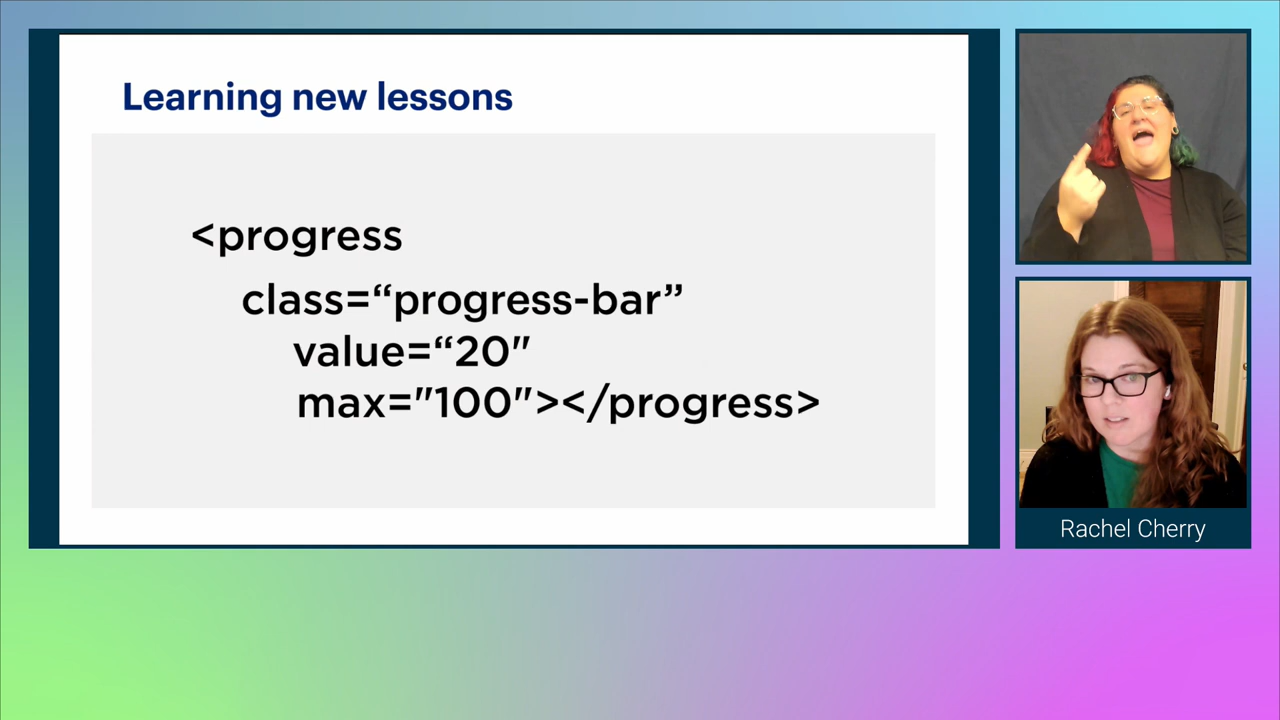 Learning new lessons
<progress
class=“progress-bar”
value=“20"
max="100"></progress>
Rachel Cherry